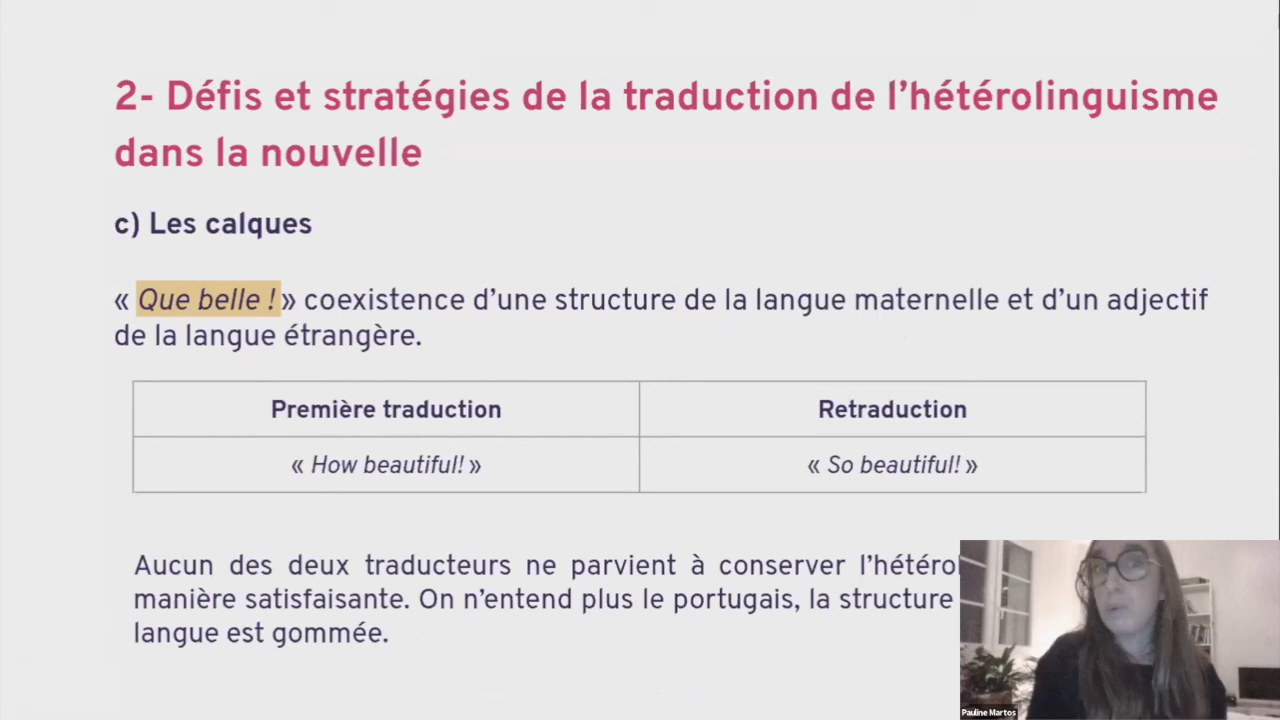 2- Défis et stratégies de la traduction de l’hétérolinguisme
dans la nouvelle
c) Les calques
« Que belle ! » coexistence d’une structure de la langue maternelle et d’un adjectif
de la langue étrangère.
Première traduction
Retraduction
« How beautiful! »
« So beautiful! »
Aucun des deux traducteurs ne parvient à conserver
manière satisfaisante. On n’entend plus le portugais, la structure
langue est gommée.
Pauline Martos